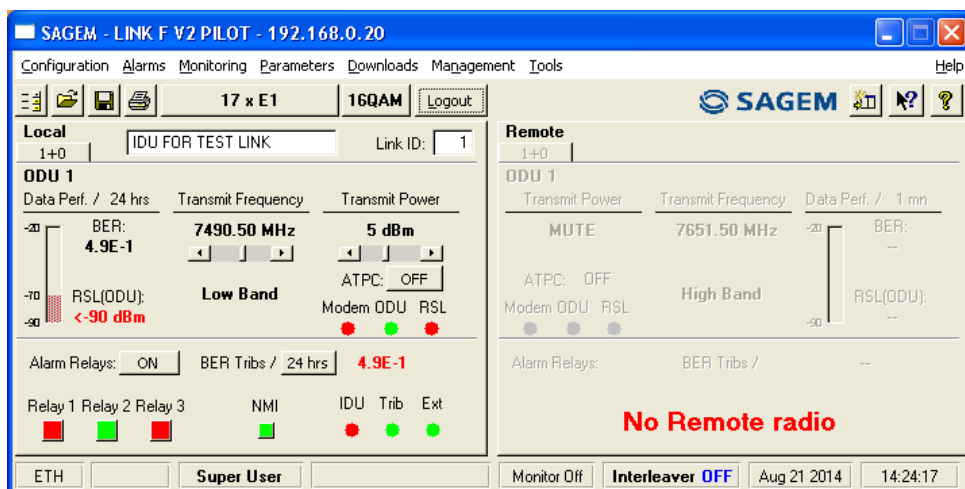 SAGEM - LINK F V2 PILOT - 192.168.0.20
Configuration Alarms Monitoring Parameters Downloads Management Tools Help
17 x E1 16QAM Logout SAGEM
Local
1+0 IDU FOR TEST LINK Link ID: 1
ODU 1
Data Perf. / 24 hrs Transmit Frequency Transmit Power
-20 BER: 7490.50 MHz 5 dBm
4.9E-1
ATPC: OFF
-70 RSL(ODU): Low Band
-90 <-90 dBm Modem ODU RSL
Alarm Relays: ON BER Tribs / 24 hrs 4.9E-1
Relay 1 Relay 2 Relay 3 NMI IDU Trib Ext
Remote
1+0
ODU 1
Transmit Power Transmit Frequency Data Perf. / 1 mn
MUTE 7651.50 MHz -20 BER:
--
ATPC: OFF
High Band RSL(ODU):
Modem ODU RSL -90 --
Alarm Relays: BER Tribs / --
No Remote radio
ETH Super User Monitor Off Interleaver OFF Aug 21 2014 14:24:17